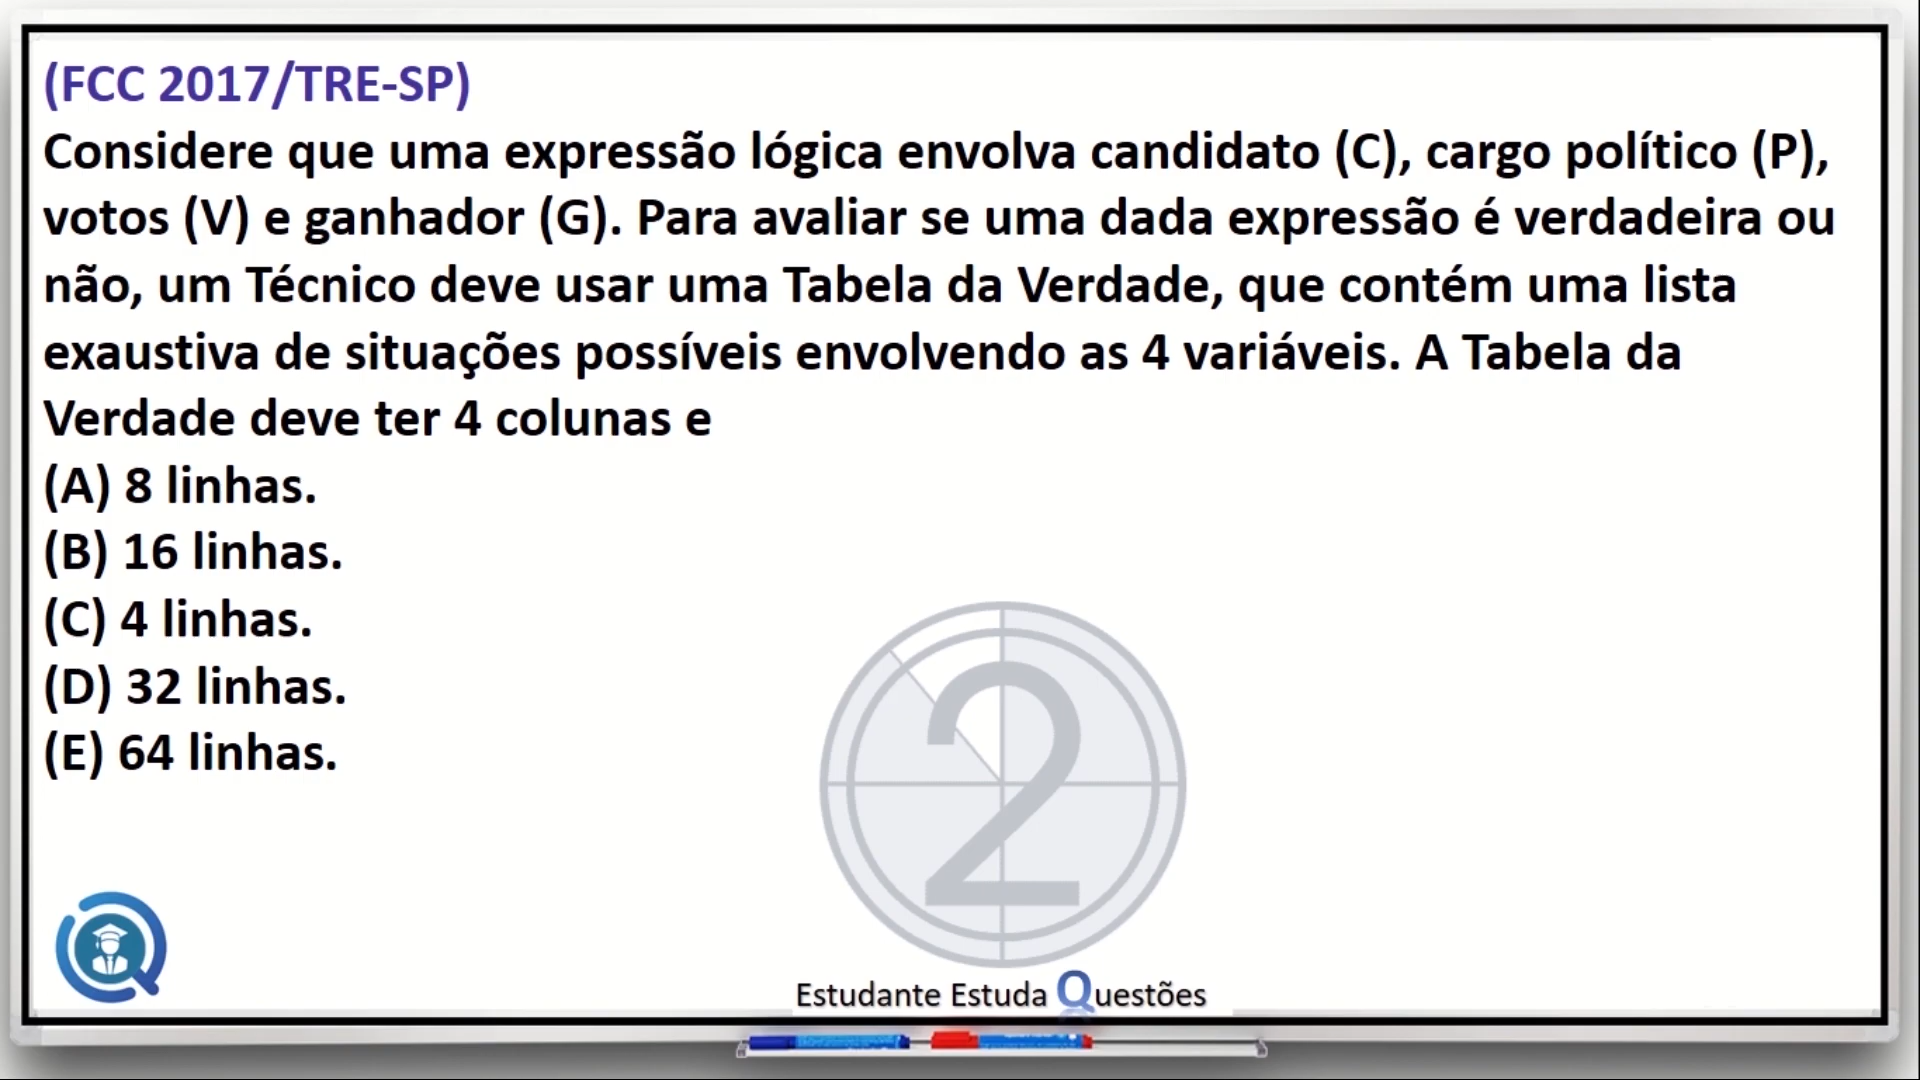 (FCC 2017/TRE-SP)
Considere que uma expressão lógica envolva candidato (C), cargo político (P),
votos (V) e ganhador (G). Para avaliar se uma dada expressão é verdadeira ou
não, um Técnico deve usar uma Tabela da Verdade, que contém uma lista
exaustiva de situações possíveis envolvendo as 4 variáveis. A Tabela da
Verdade deve ter 4 colunas e
(A) 8 linhas.
(B) 16 linhas.
(C) 4 linhas.
(D) 32 linhas.
(E) 64 linhas.
2
Estudante Estuda Questões